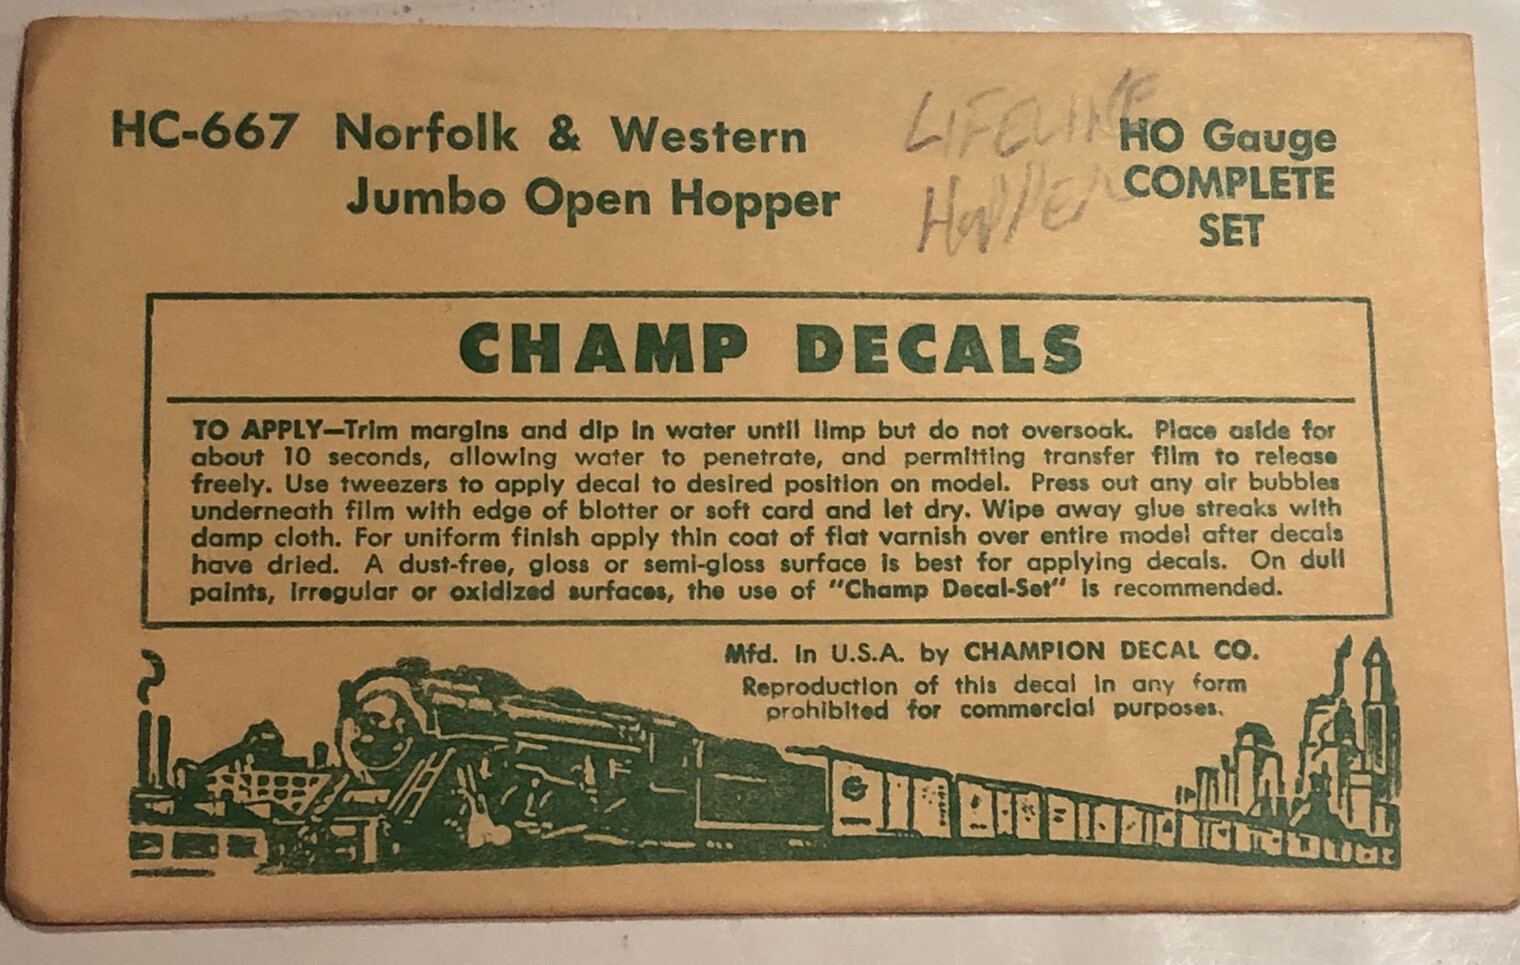 HC-667 Norfolk & Western
Jumbo Open Hopper
LIFELINE
HOPPER
HO Gauge
COMPLETE
SET
CHAMP DECALS
TO APPLY—Trim margins and dip in water until limp but do not oversoak. Place aside for
about 10 seconds, allowing water to penetrate, and permitting transfer film to release
freely. Use tweezers to apply decal to desired position on model. Press out any air bubbles
underneath film with edge of blotter or soft card and let dry. Wipe away glue streaks with
damp cloth. For uniform finish apply thin coat of flat varnish over entire model after decals
have dried. A dust-free, gloss or semi-gloss surface is best for applying decals. On dull
paints, irregular or oxidized surfaces, the use of "Champ Decal-Set" is recommended.
Mfd. in U.S.A. by CHAMPION DECAL CO.
Reproduction of this decal in any form
prohibited for commercial purposes.